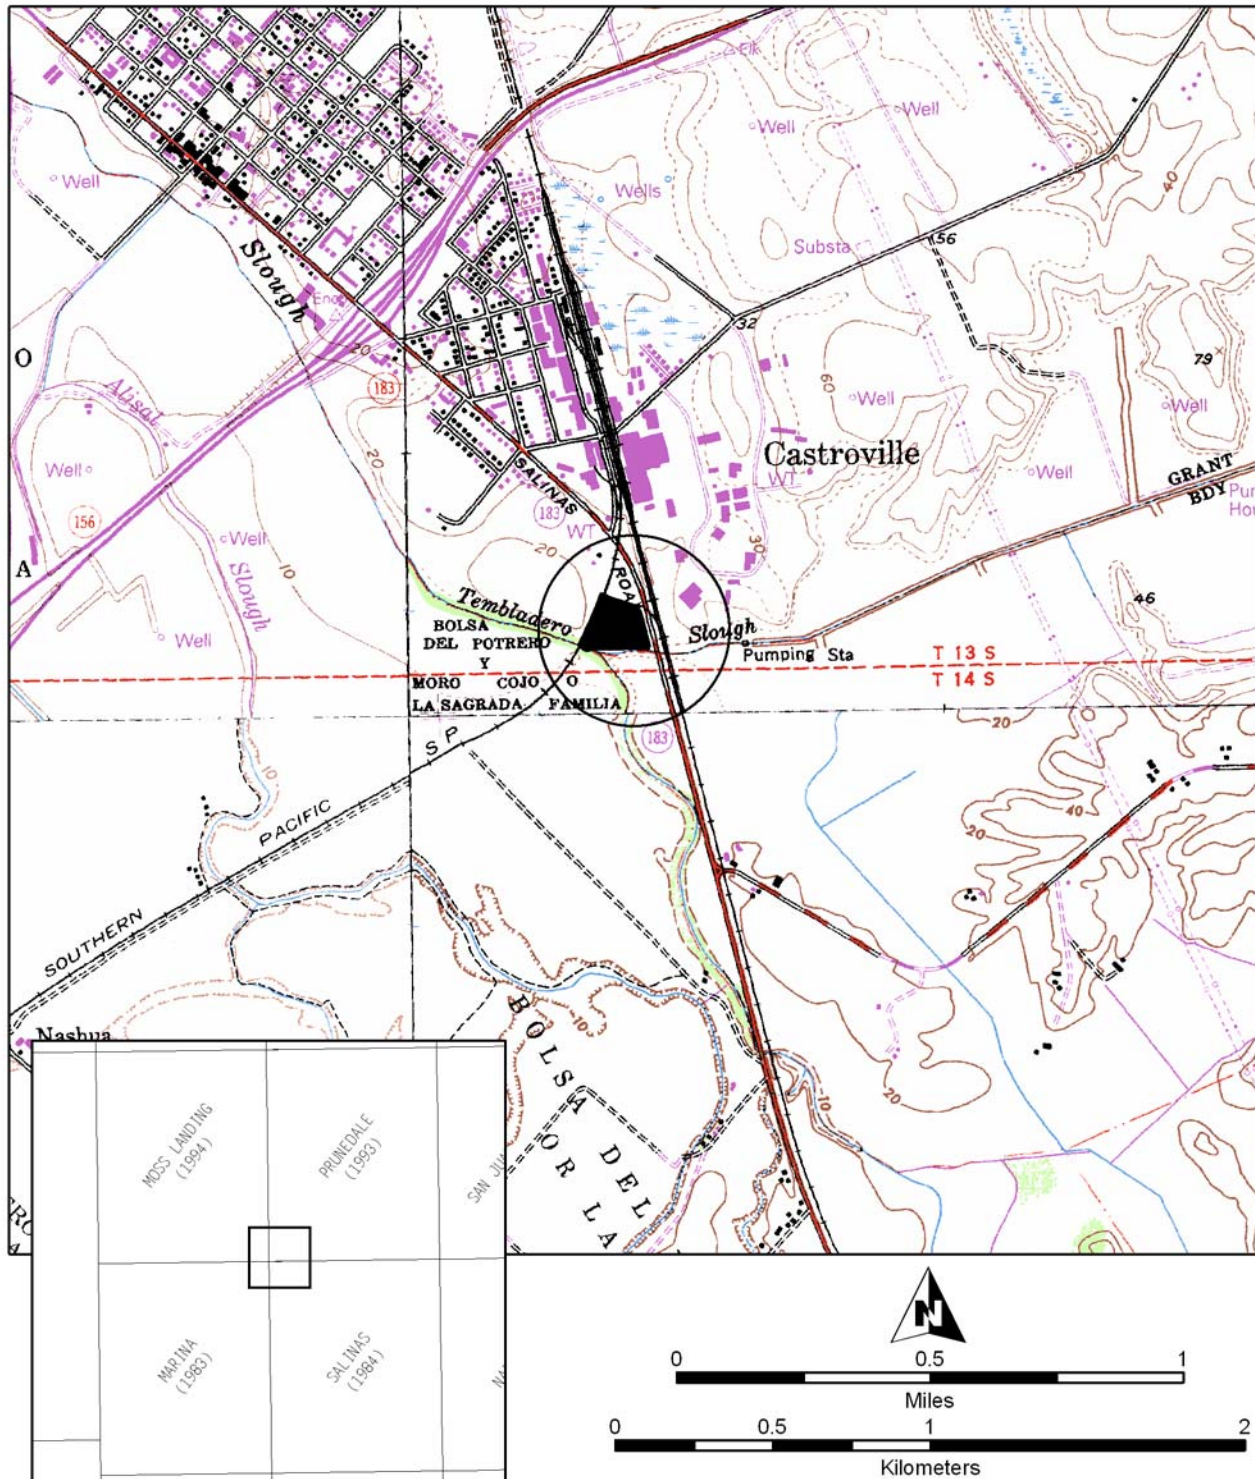 Elk
Well
Well
Well
Wells
40
Slough
Substa
56
Enos
32
O
20
79
183
Alisal
60
Well
Well
20
Castroville
Well
Well
SALINAS
GRANT
BDY
WT
156
183
WT
Well
10
20
30
A
Slough
ROAD
46
Tembladero
BOLSA
DEL POTRERO
Y
MORO COJO O
LA SAGRADA FAMILIA
Slough
Well
Pumping Sta
T 13 S
T 14 S
20
S P
183
10
PACIFIC
40
20
SOUTHERN
10
Nashua
BOLSA DEL
OR LA
20
10
MOSS LANDING
(1994)
PRUNEDALE
(1993)
MARINA
(1983)
SALINAS
(1984)
N
0 0.5 1
Miles
0 0.5 1 2
Kilometers